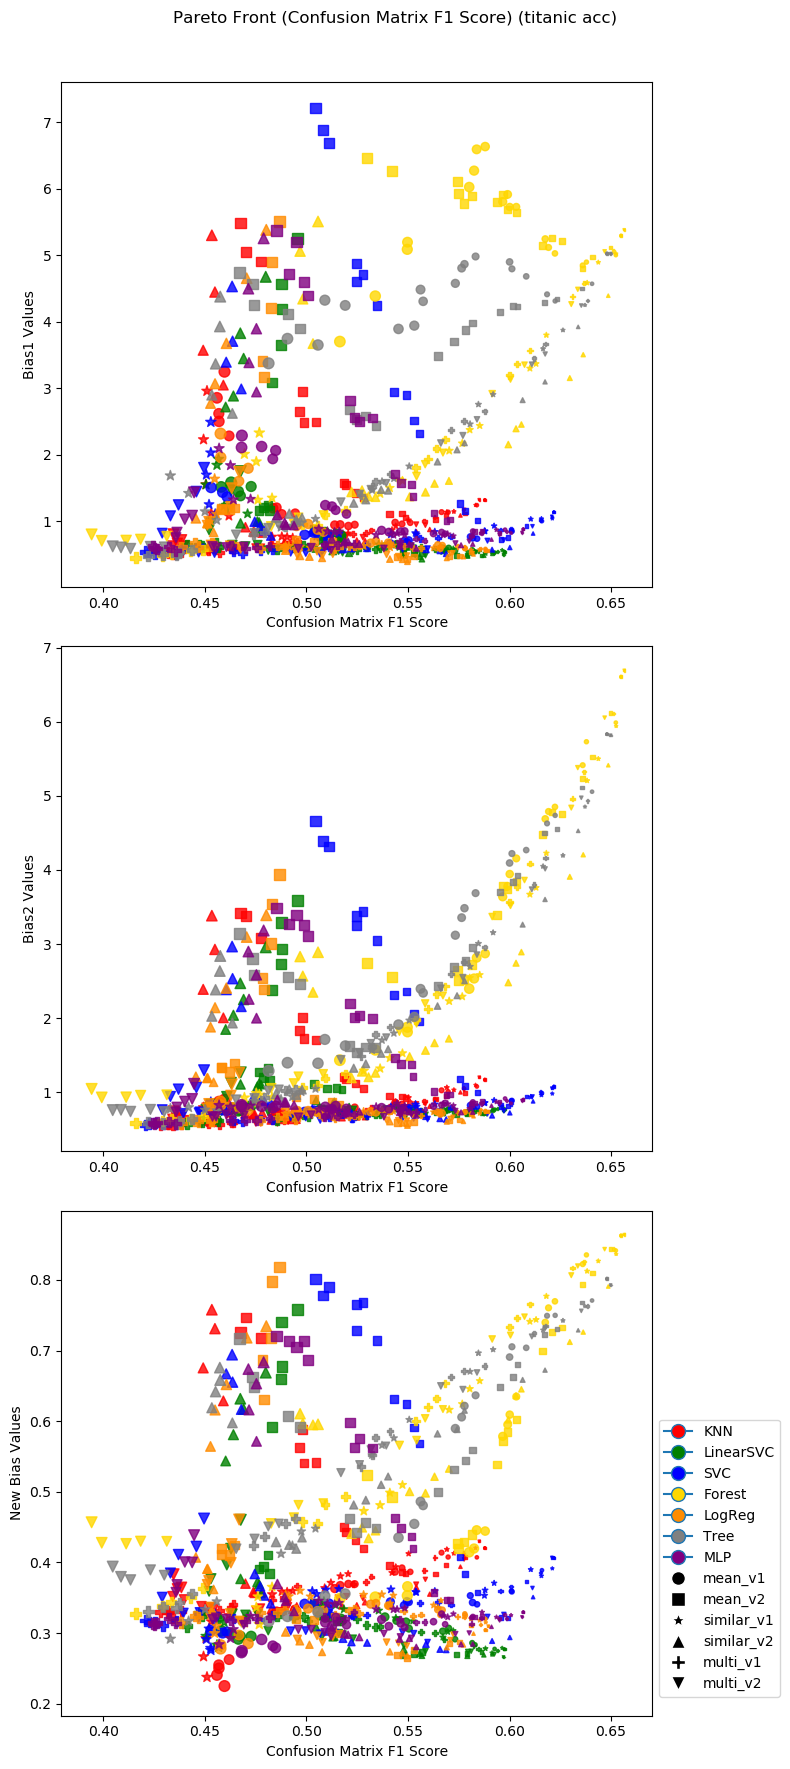 Pareto Front (Confusion Matrix F1 Score) (titanic acc)
7
6
5
4
3
2
1
Bias1 Values
0.40 0.45 0.50 0.55 0.60 0.65
Confusion Matrix F1 Score
7
6
5
4
3
2
1
Bias2 Values
0.40 0.45 0.50 0.55 0.60 0.65
Confusion Matrix F1 Score
0.8
0.7
0.6
0.5
0.4
0.3
0.2
New Bias Values
0.40 0.45 0.50 0.55 0.60 0.65
Confusion Matrix F1 Score
KNN
LinearSVC
SVC
Forest
LogReg
Tree
MLP
mean_v1
mean_v2
similar_v1
similar_v2
multi_v1
multi_v2